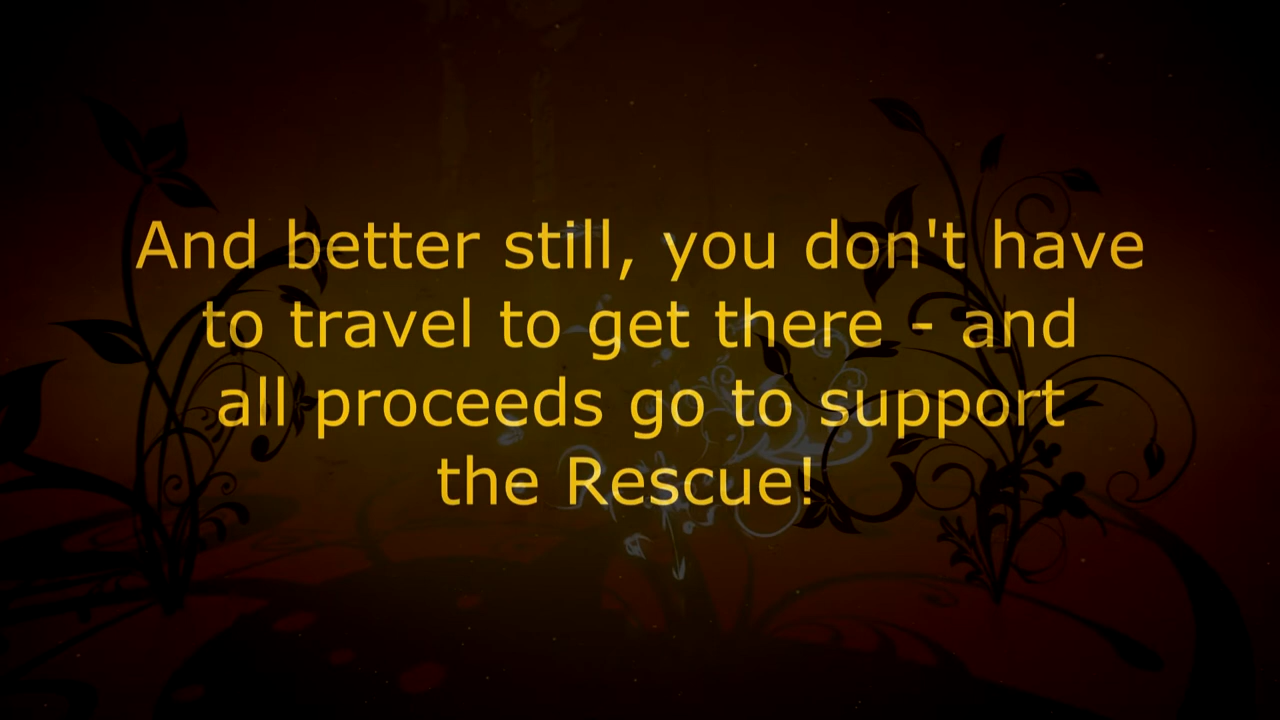 And better still, you don't have
to travel to get there - and
all proceeds go to support
the Rescue!